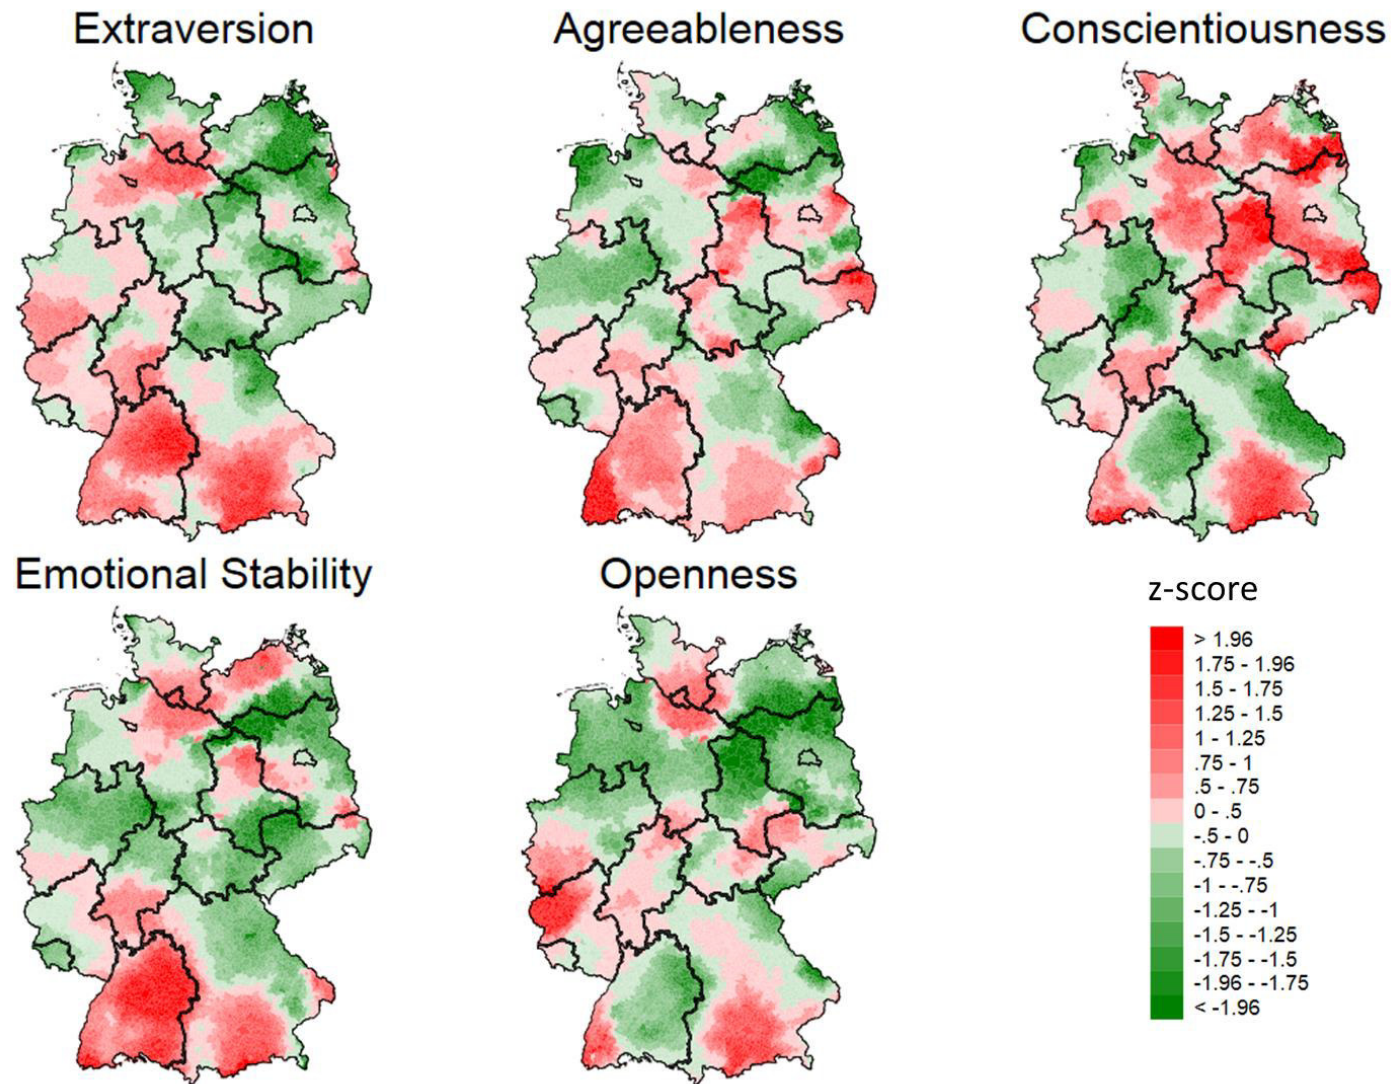 Extraversion
Agreeableness
Conscientiousness
Emotional Stability
Openness
z-score
> 1.96
1.75 - 1.96
1.5 - 1.75
1.25 - 1.5
1 - 1.25
.75 - 1
.5 - .75
0 - .5
-.5 - 0
-.75 - -.5
-1 - -.75
-1.25 - -1
-1.5 - -1.25
-1.75 - -1.5
-1.96 - -1.75
< -1.96